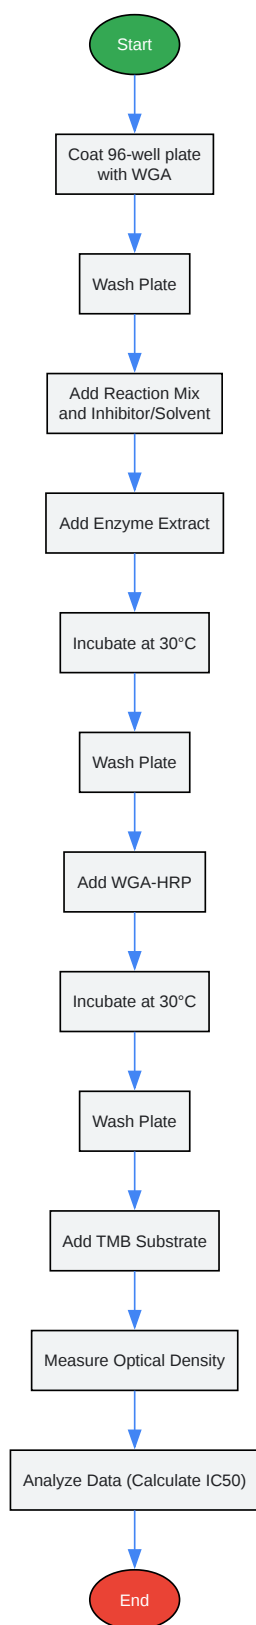 Start
Coat 96-well plate
with WGA
Wash Plate
Add Reaction Mix
and Inhibitor/Solvent
Add Enzyme Extract
Incubate at 30°C
Wash Plate
Add WGA-HRP
Incubate at 30°C
Wash Plate
Add TMB Substrate
Measure Optical Density
Analyze Data (Calculate IC50)
End